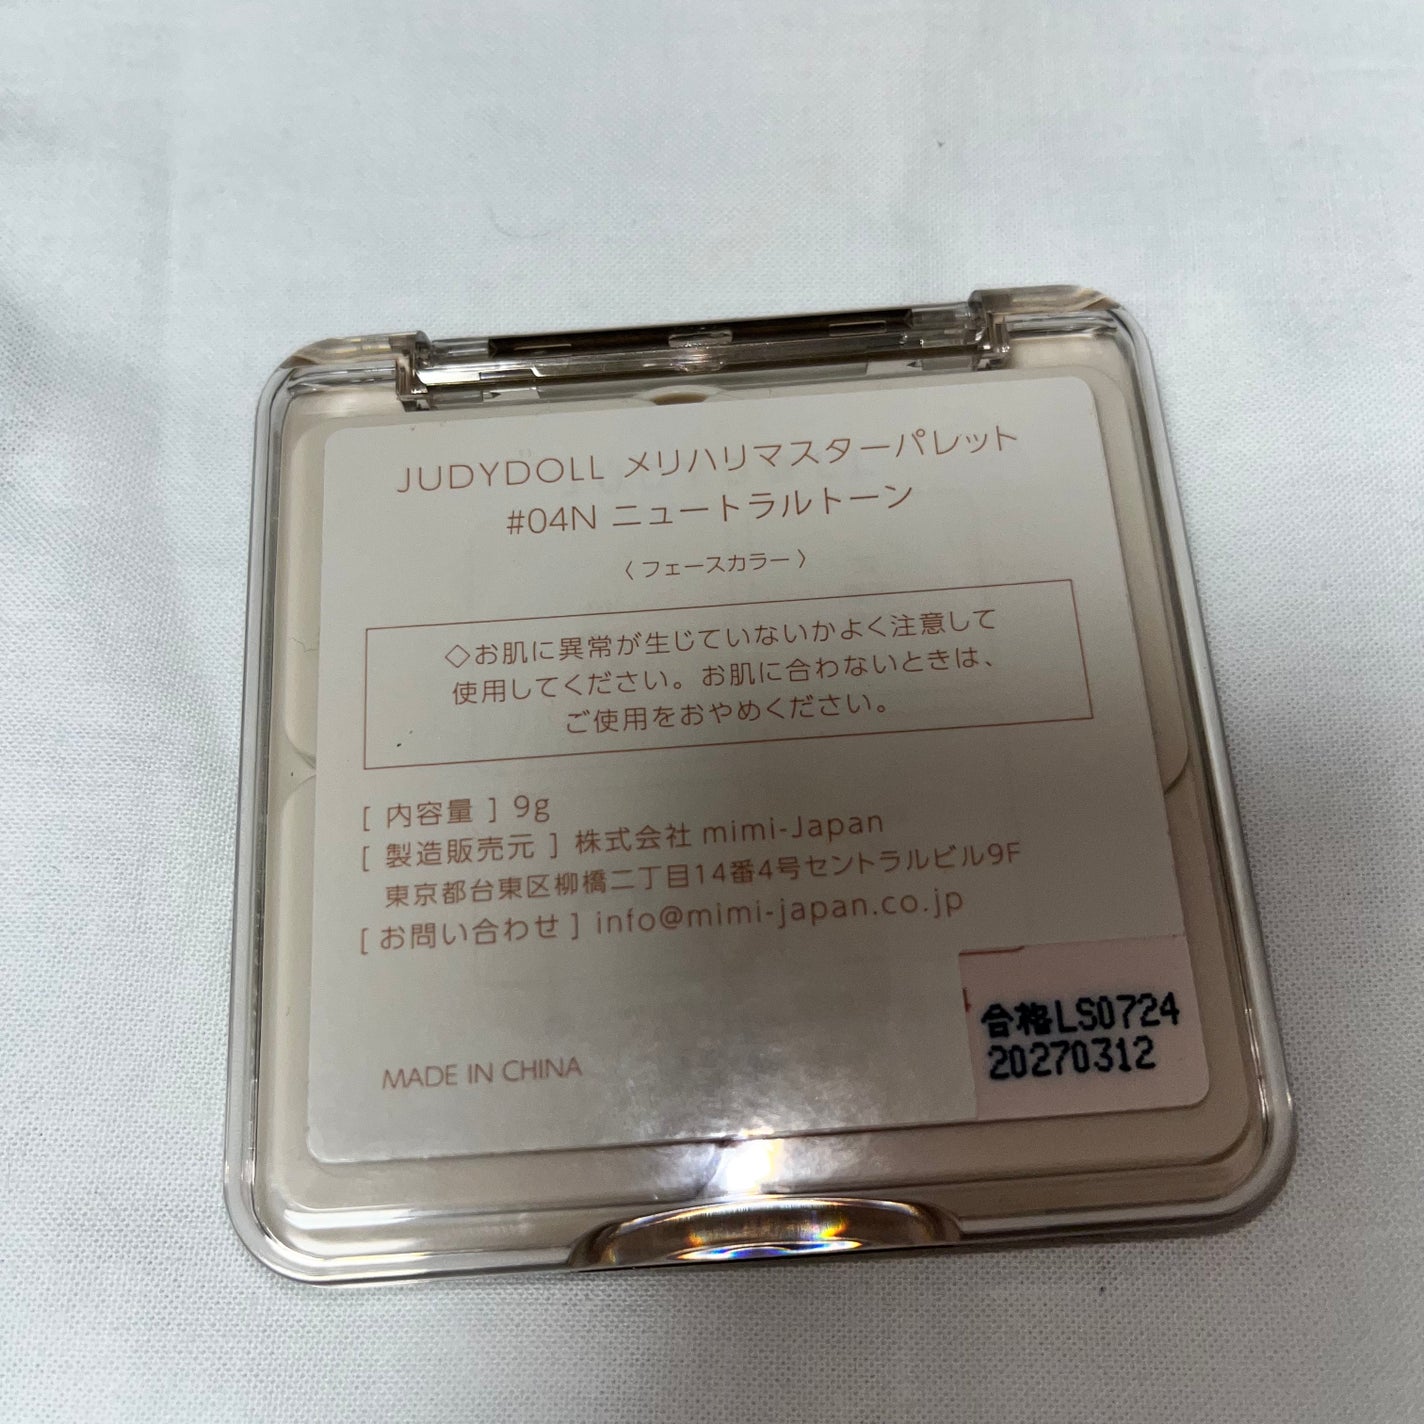 JUDYDOLL メリハリマスターパレット
#04N ニュートラルトーン
〈フェースカラー〉
◇お肌に異常が生じていないかよく注意して
使用してください。お肌に合わないときは、
ご使用をおやめください。
[ 内容量 ] 9g
[ 製造販売元 ] 株式会社 mimi-Japan
東京都台東区柳橋二丁目14番4号セントラルビル9F
[ お問い合わせ ] info@mimi-japan.co.jp
MADE IN CHINA
合格LS0724
20270312